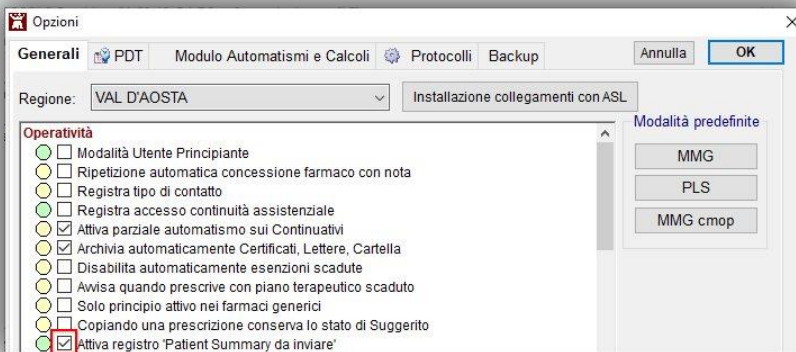 Opzioni
Generali PDT Modulo Automatismi e Calcoli Protocolli Backup Annulla OK
Regione: VAL D'AOSTA Installazione collegamenti con ASL
Modalità predefinite
Operatività
Modalità Utente Principiante
MMG
Ripetizione automatica concessione farmaco con nota
Registra tipo di contatto
PLS
Registra accesso continuità assistenziale
Attiva parziale automatismo sui Continuativi
MMG cmop
Archivia automaticamente Certificati, Lettere, Cartella
Disabilita automaticamente esenzioni scadute
Avvisa quando prescrive con piano terapeutico scaduto
Solo principio attivo nei farmaci generici
Copiando una prescrizione conserva lo stato di Suggerito
Attiva registro 'Patient Summary da inviare'